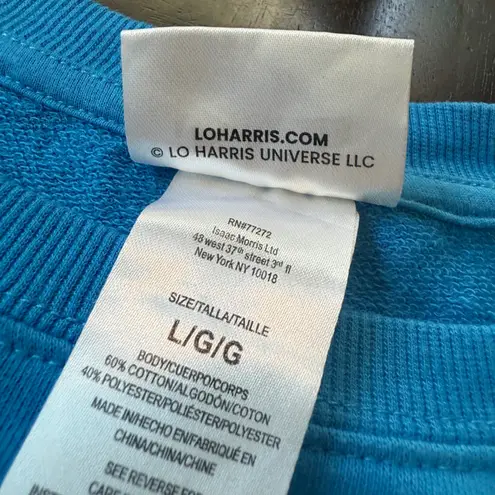 LOHARRIS.COM
© LO HARRIS UNIVERSE LLC
RN#77272
Isaac Morris Ltd
48 west 37th street 3rd fl
New York NY 10018
SIZE/TALLA/TAILLE
L/G/G
BODY/CUERPO/CORPS
60% COTTON/ALGODÓN/COTON
40% POLYESTER/POLIÉSTER/POLYESTER
MADE IN/HECHO EN/FABRIQUÉ EN
CHINA/CHINA/CHINE
SEE REVERSE FOR
CARE